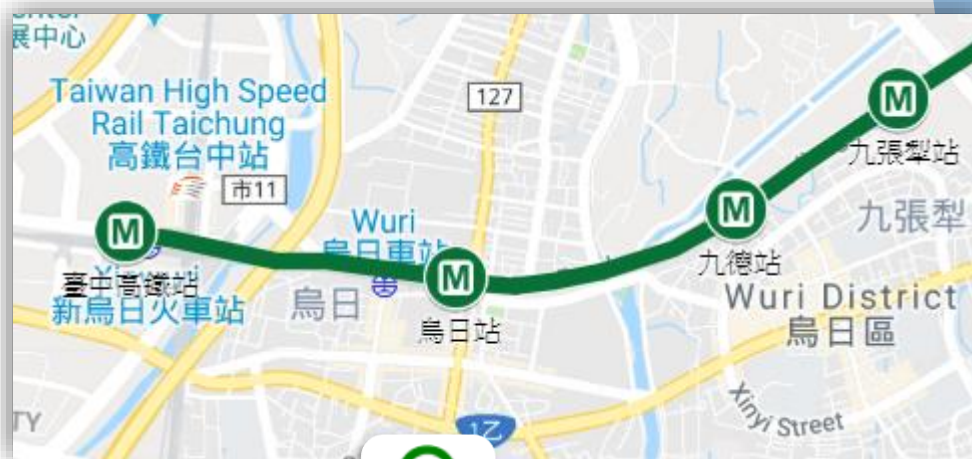 展中心
Taiwan High Speed
Rail Taichung
高鐵台中站
市11
127
M
九張犁站
M
九德站
九張犁
M
臺中高鐵站
新烏日火車站
Wuri
烏日車站
烏日
M
烏日站
Wuri District
烏日區
Xinyi Street
1乙
TY